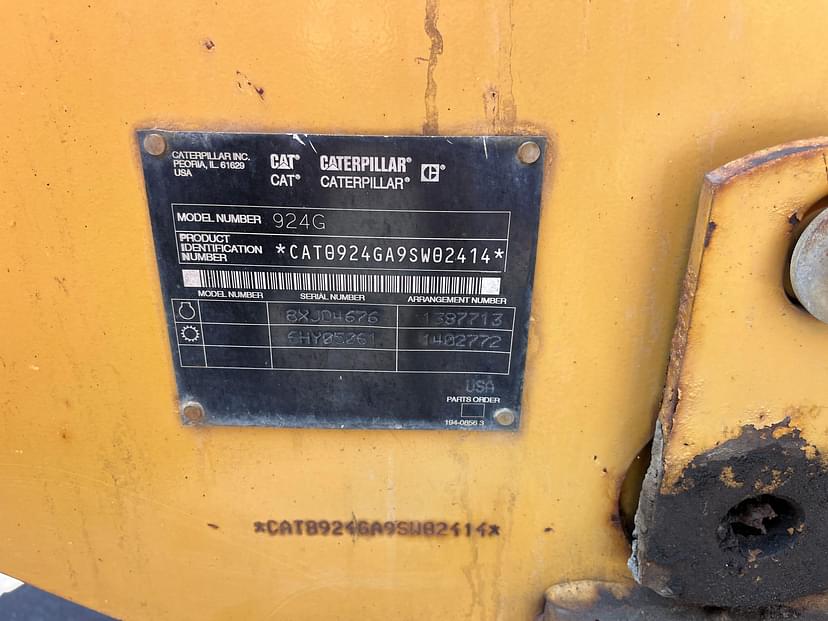 CATERPILLAR INC.
PEORIA, IL 61629
USA
CAT® CATERPILLAR® C®
CAT® CATERPILLAR®
MODEL NUMBER 924G
PRODUCT IDENTIFICATION NUMBER *CAT0924GA9SW02414*
MODEL NUMBER SERIAL NUMBER ARRANGEMENT NUMBER
8XJ04676 1387713
6HY05261 1402772
USA
PARTS ORDER
194-0856 3
*CAT0924GA9SW02414*